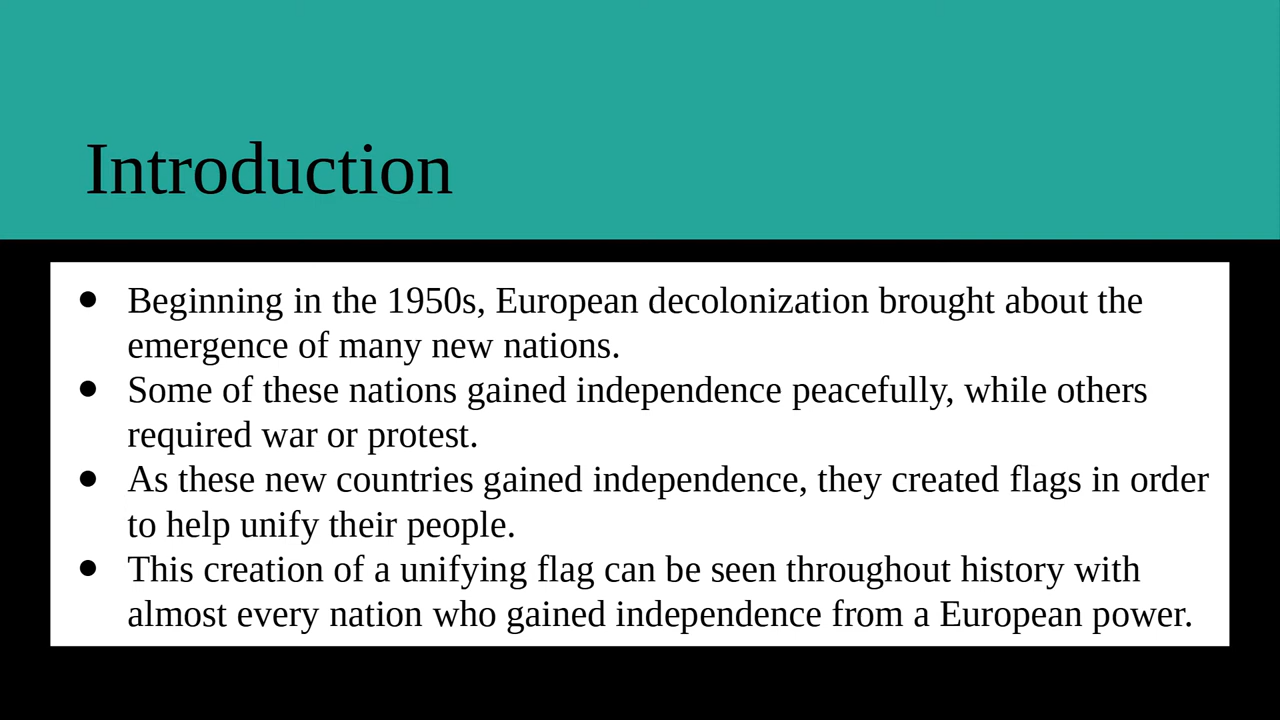 Introduction
● Beginning in the 1950s, European decolonization brought about the
emergence of many new nations.
● Some of these nations gained independence peacefully, while others
required war or protest.
● As these new countries gained independence, they created flags in order
to help unify their people.
● This creation of a unifying flag can be seen throughout history with
almost every nation who gained independence from a European power.